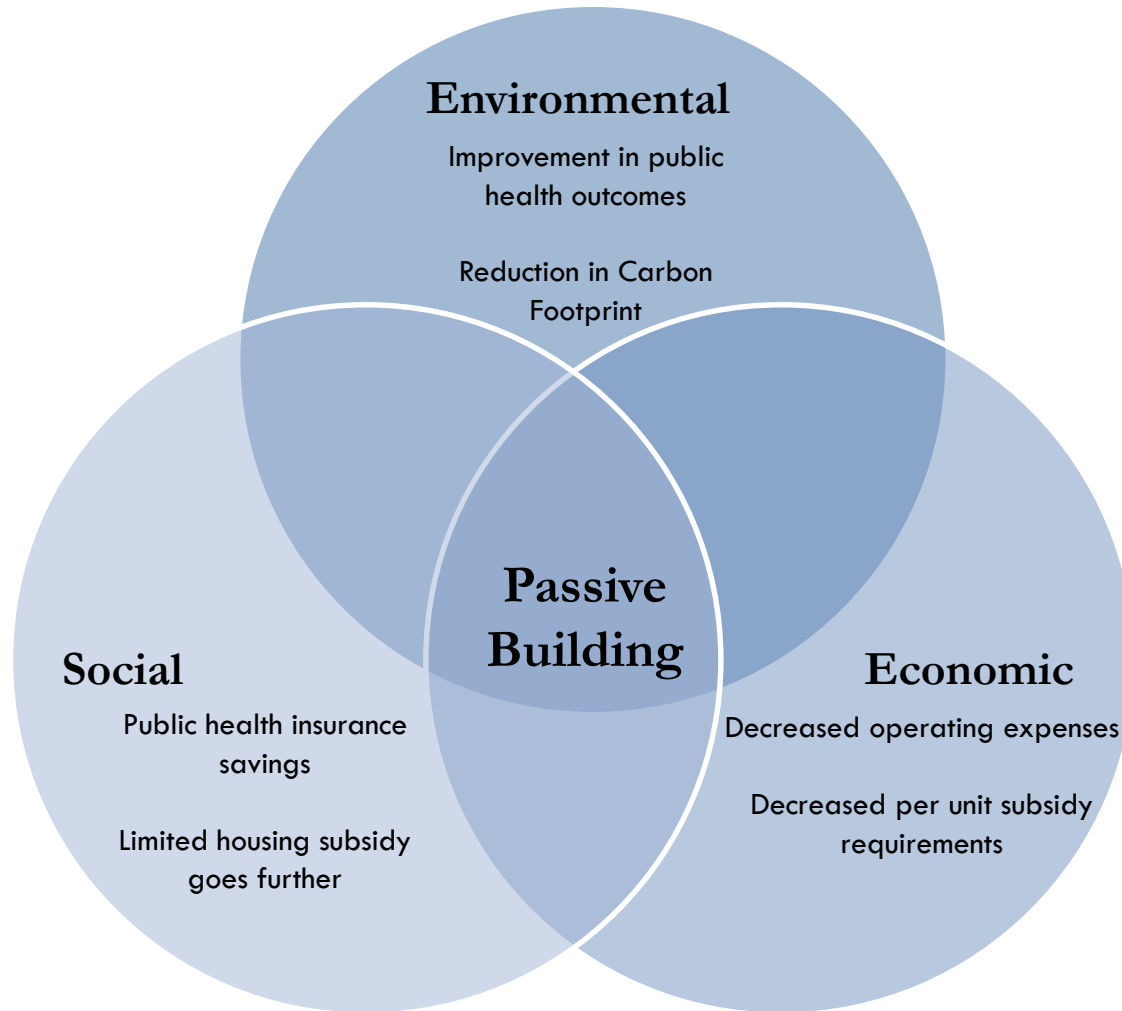 Environmental
Improvement in public
health outcomes
Reduction in Carbon
Footprint
Passive
Building
Social
Public health insurance
savings
Limited housing subsidy
goes further
Economic
Decreased operating expenses
Decreased per unit subsidy
requirements